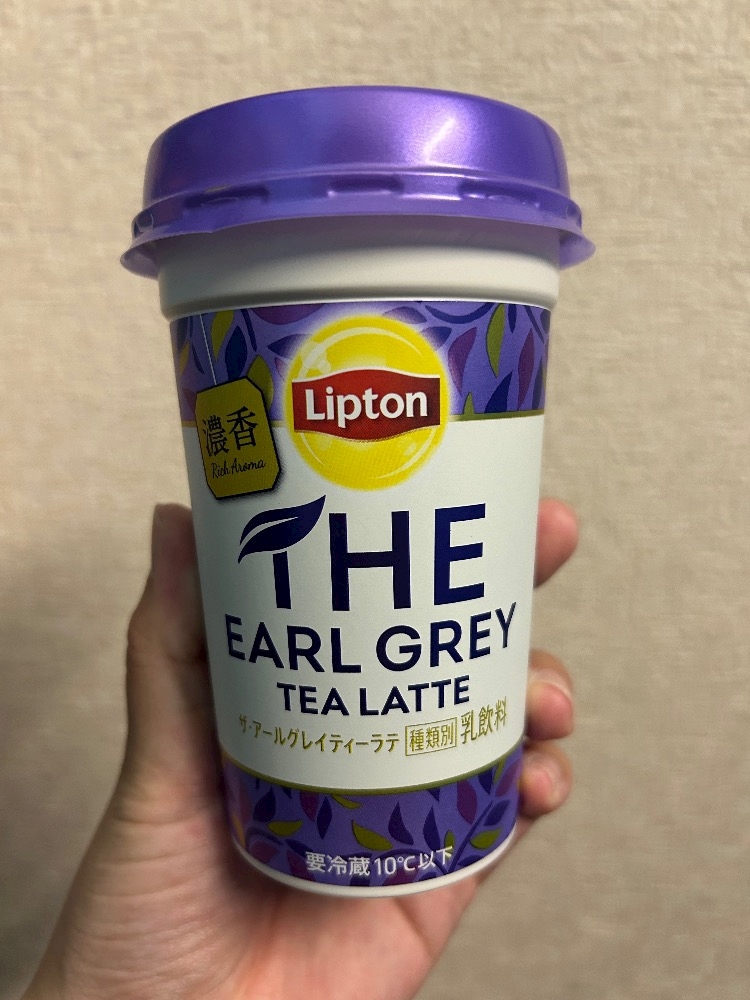 Lipton
濃香
Rich Aroma
THE
EARL GREY
TEA LATTE
ザ・アールグレイティーラテ 種類別 乳飲料
要冷蔵10℃以下